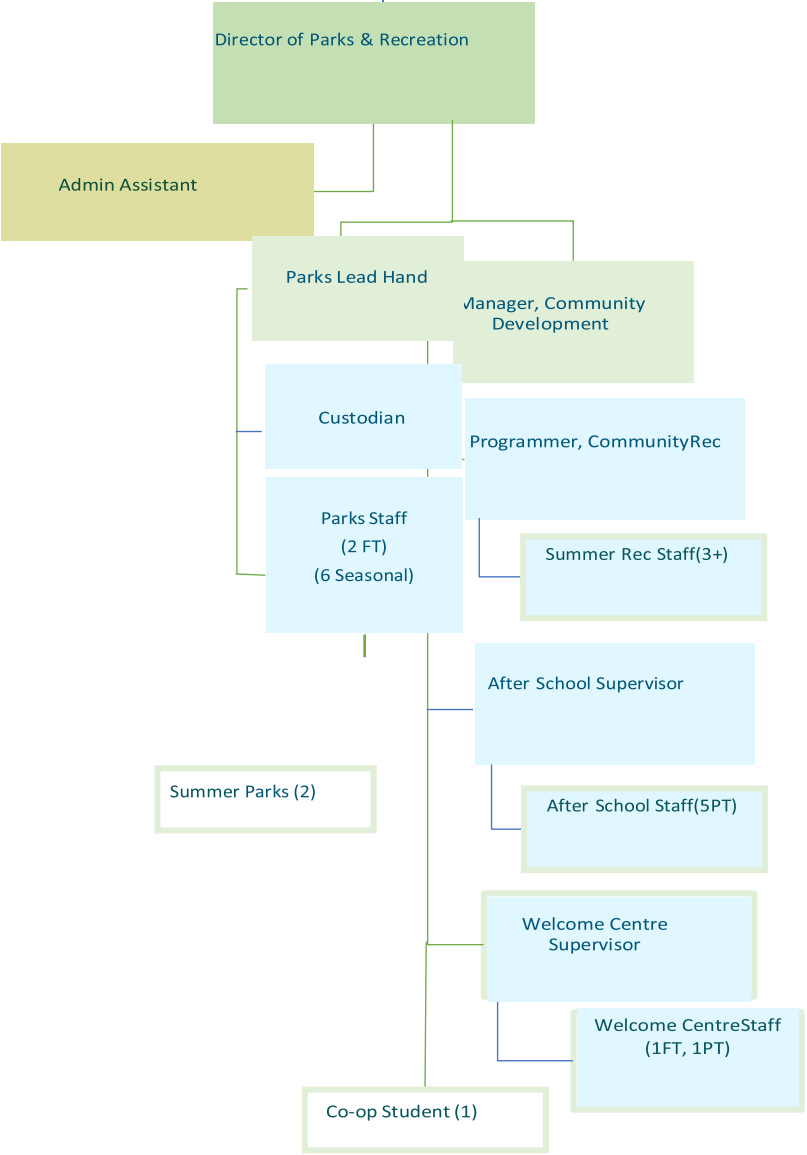 Director of Parks & Recreation
Admin Assistant
Parks Lead Hand
Manager, Community
Development
Custodian
Programmer, CommunityRec
Parks Staff
(2 FT)
(6 Seasonal)
Summer Rec Staff(3+)
After School Supervisor
Summer Parks (2)
After School Staff(5PT)
Welcome Centre
Supervisor
Welcome CentreStaff
(1FT, 1PT)
Co-op Student (1)